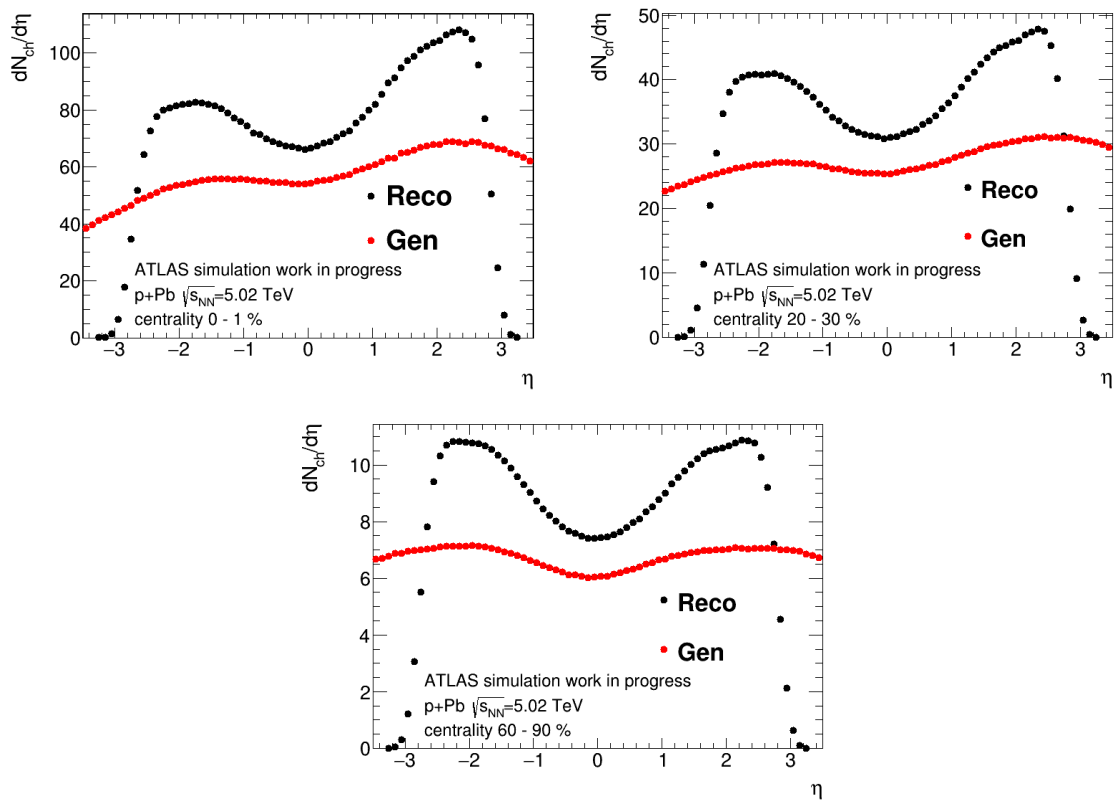 dN_ch/dη
100
80
60
40
20
0
Reco
Gen
ATLAS simulation work in progress
p+Pb √s_NN=5.02 TeV
centrality 0 - 1 %
−3 −2 −1 0 1 2 3
η
dN_ch/dη
50
40
30
20
10
0
Reco
Gen
ATLAS simulation work in progress
p+Pb √s_NN=5.02 TeV
centrality 20 - 30 %
−3 −2 −1 0 1 2 3
η
dN_ch/dη
10
8
6
4
2
0
Reco
Gen
ATLAS simulation work in progress
p+Pb √s_NN=5.02 TeV
centrality 60 - 90 %
−3 −2 −1 0 1 2 3
η